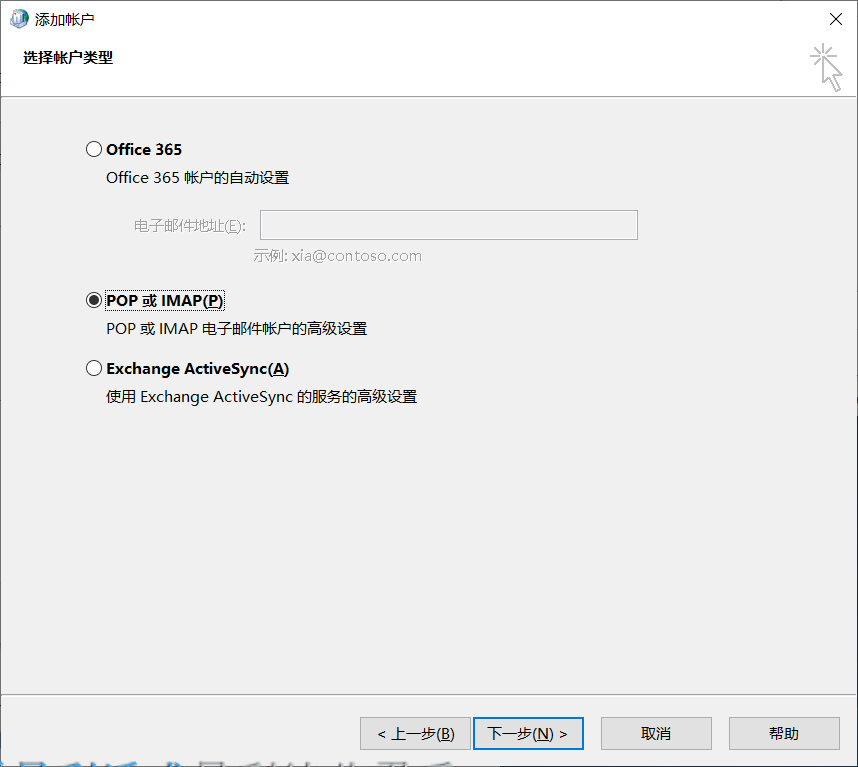 添加帐户
选择帐户类型
Office 365
Office 365 帐户的自动设置
电子邮件地址(E):
示例: xia@contoso.com
POP 或 IMAP(P)
POP 或 IMAP 电子邮件帐户的高级设置
Exchange ActiveSync(A)
使用 Exchange ActiveSync 的服务的高级设置
< 上一步(B) 下一步(N) > 取消 帮助